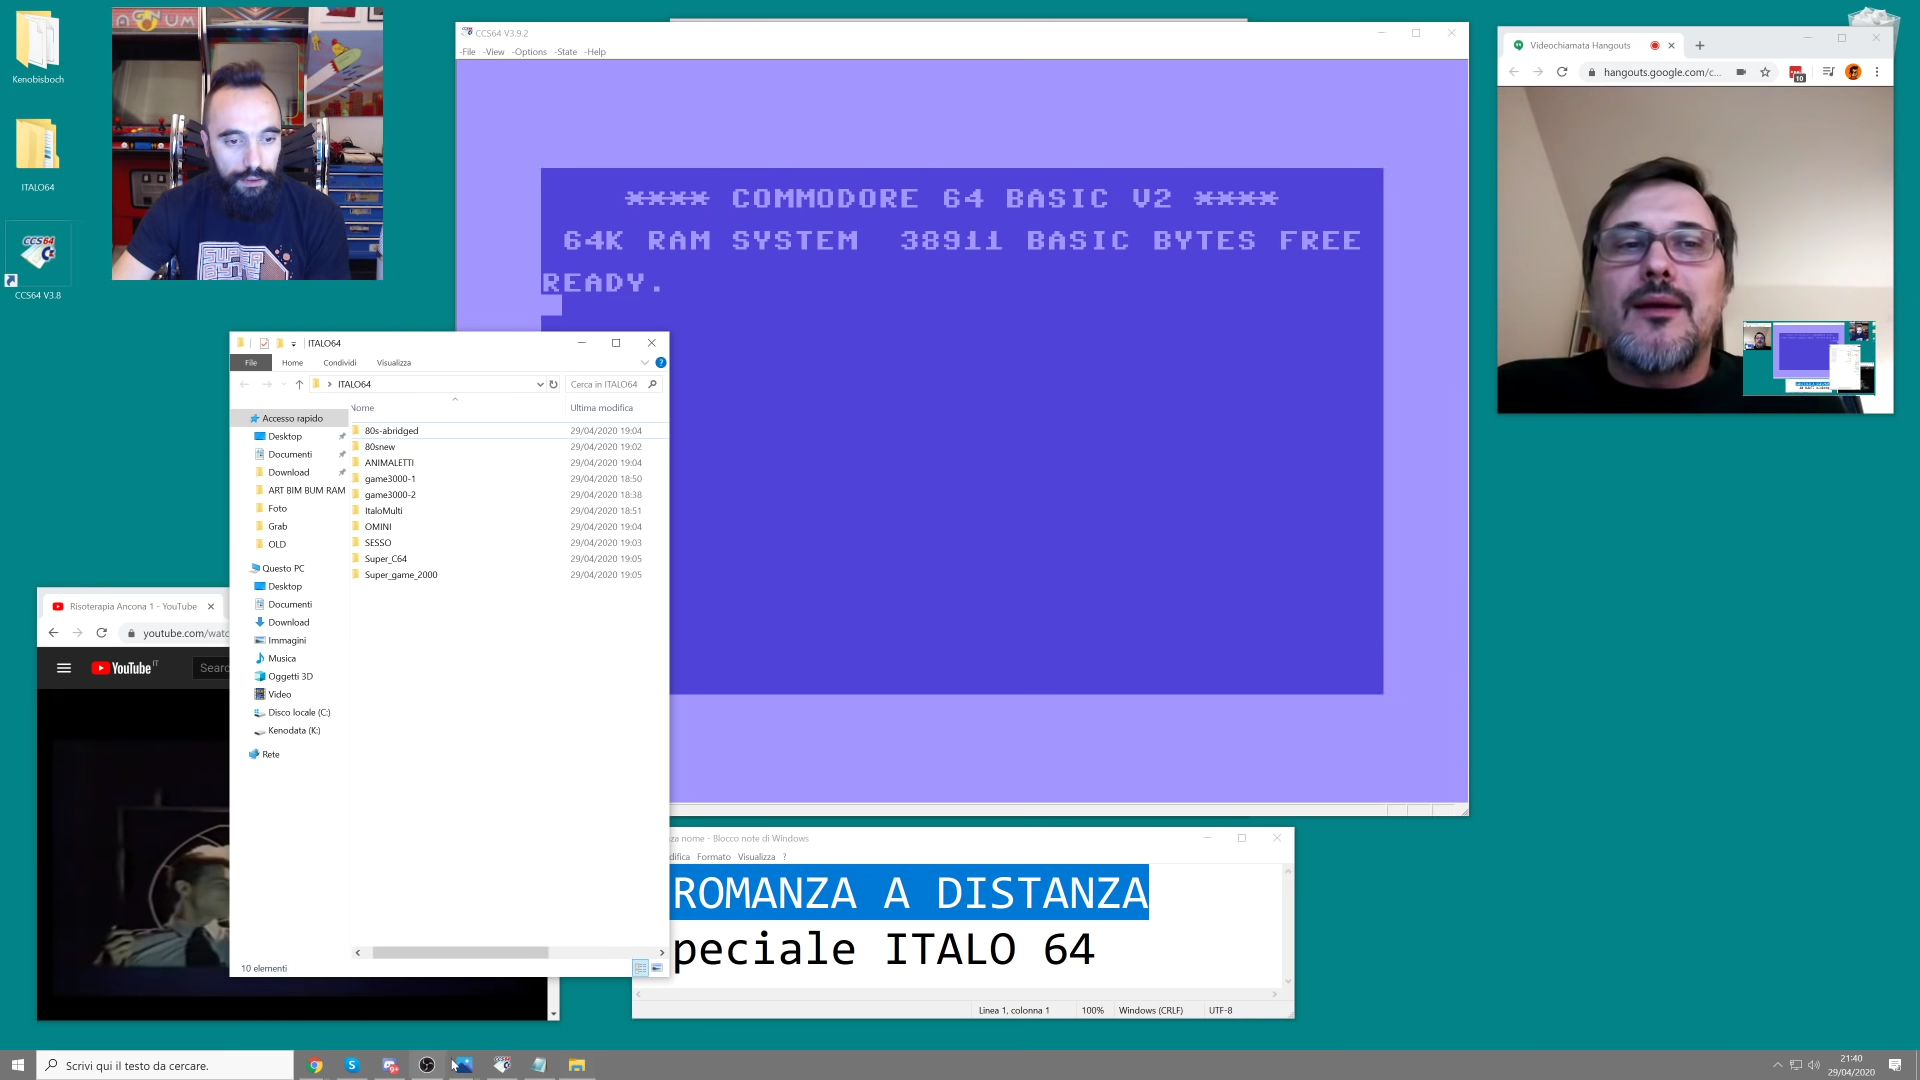 Kenobisboch
ITALO64
CCS64 V3.8
CCS64 V3.9.2
-File -View -Options -State -Help
**** COMMODORE 64 BASIC V2 ****
64K RAM SYSTEM 38911 BASIC BYTES FREE
READY.
Videochiamata Hangouts
hangouts.google.com/c...
10
SUPER
BYTE
ITALO64
File Home Condividi Visualizza
ITALO64
Cerca in ITALO64
Nome Ultima modifica
Accesso rapido
Desktop
Documenti
Download
ART BIM BUM RAM
Foto
Grab
OLD
Questo PC
Desktop
Documenti
Download
Immagini
Musica
Oggetti 3D
Video
Disco locale (C:)
Kenodata (K:)
Rete
80s-abridged 29/04/2020 19:04
80snew 29/04/2020 19:02
ANIMALETTI 29/04/2020 19:04
game3000-1 29/04/2020 18:50
game3000-2 29/04/2020 18:38
ItaloMulti 29/04/2020 18:51
OMINI 29/04/2020 19:04
SESSO 29/04/2020 19:03
Super_C64 29/04/2020 19:05
Super_game_2000 29/04/2020 19:05
10 elementi
Risoterapia Ancona 1 - YouTube
youtube.com/watc
YouTube IT
Searc
za nome - Blocco note di Windows
difica Formato Visualizza ?
ROMANZA A DISTANZA
peciale ITALO 64
Linea 1, colonna 1 100% Windows (CRLF) UTF-8
Scrivi qui il testo da cercare.
21:40
29/04/2020